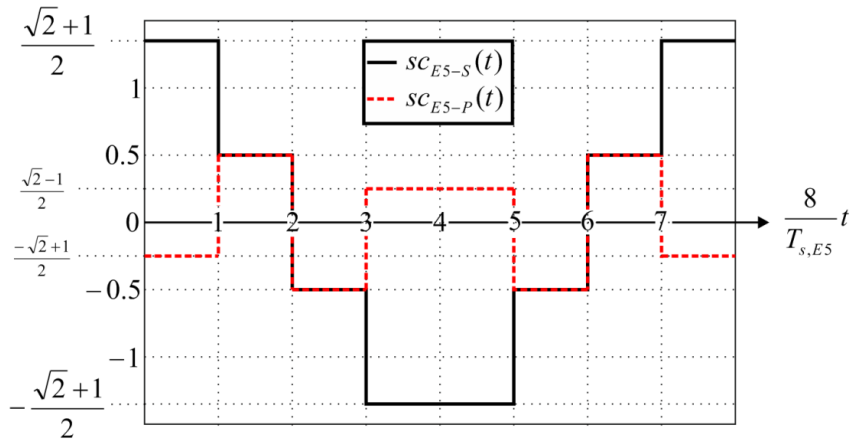 (√2 +1)/2
1
0.5
(√2 −1)/2
0
(−√2 +1)/2
−0.5
−1
−(√2 +1)/2
sc_{E5−S}(t)
sc_{E5−P}(t)
1 2 3 4 5 6 7
8/T_{s,E5} t